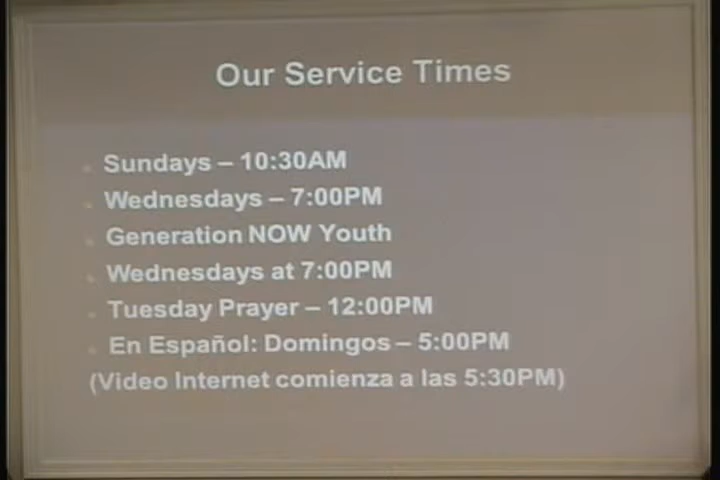 Our Service Times
Sundays – 10:30AM
Wednesdays – 7:00PM
Generation NOW Youth
Wednesdays at 7:00PM
Tuesday Prayer – 12:00PM
En Español: Domingos – 5:00PM
(Video Internet comienza a las 5:30PM)